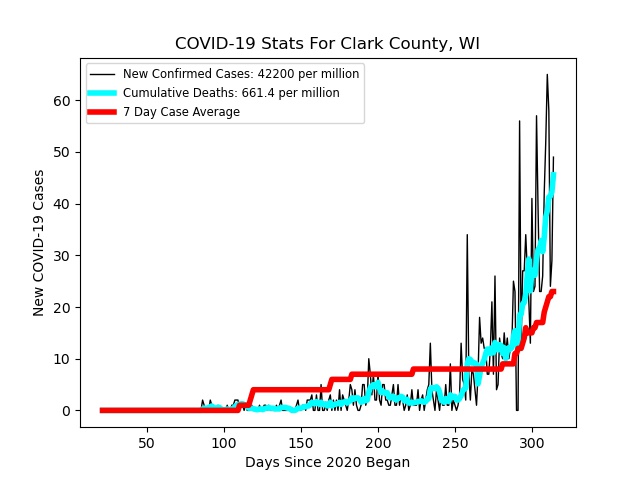 COVID-19 Stats For Clark County, WI
New Confirmed Cases: 42200 per million
Cumulative Deaths: 661.4 per million
7 Day Case Average
New COVID-19 Cases
60
50
40
30
20
10
0
50 100 150 200 250 300
Days Since 2020 Began